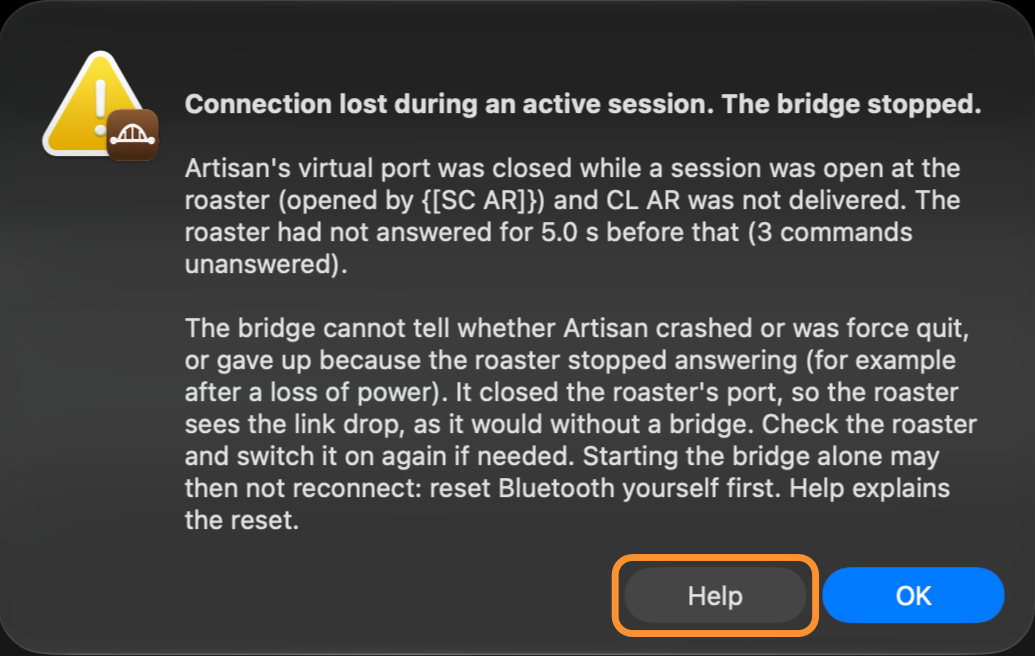 Connection lost during an active session. The bridge stopped.
Artisan's virtual port was closed while a session was open at the
roaster (opened by {[SC AR]}) and CL AR was not delivered. The
roaster had not answered for 5.0 s before that (3 commands
unanswered).
The bridge cannot tell whether Artisan crashed or was force quit,
or gave up because the roaster stopped answering (for example
after a loss of power). It closed the roaster's port, so the roaster
sees the link drop, as it would without a bridge. Check the roaster
and switch it on again if needed. Starting the bridge alone may
then not reconnect: reset Bluetooth yourself first. Help explains
the reset.
Help
OK